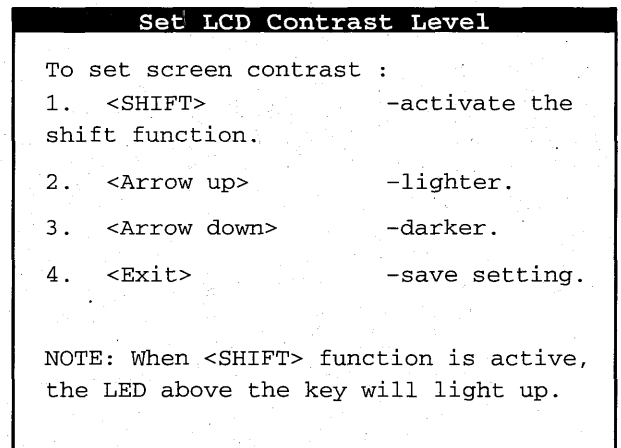 Set LCD Contrast Level
To set screen contrast :
1. <SHIFT> -activate the
shift function.
2. <Arrow up> -lighter.
3. <Arrow down> -darker.
4. <Exit> -save setting.
NOTE: When <SHIFT> function is active,
the LED above the key will light up.